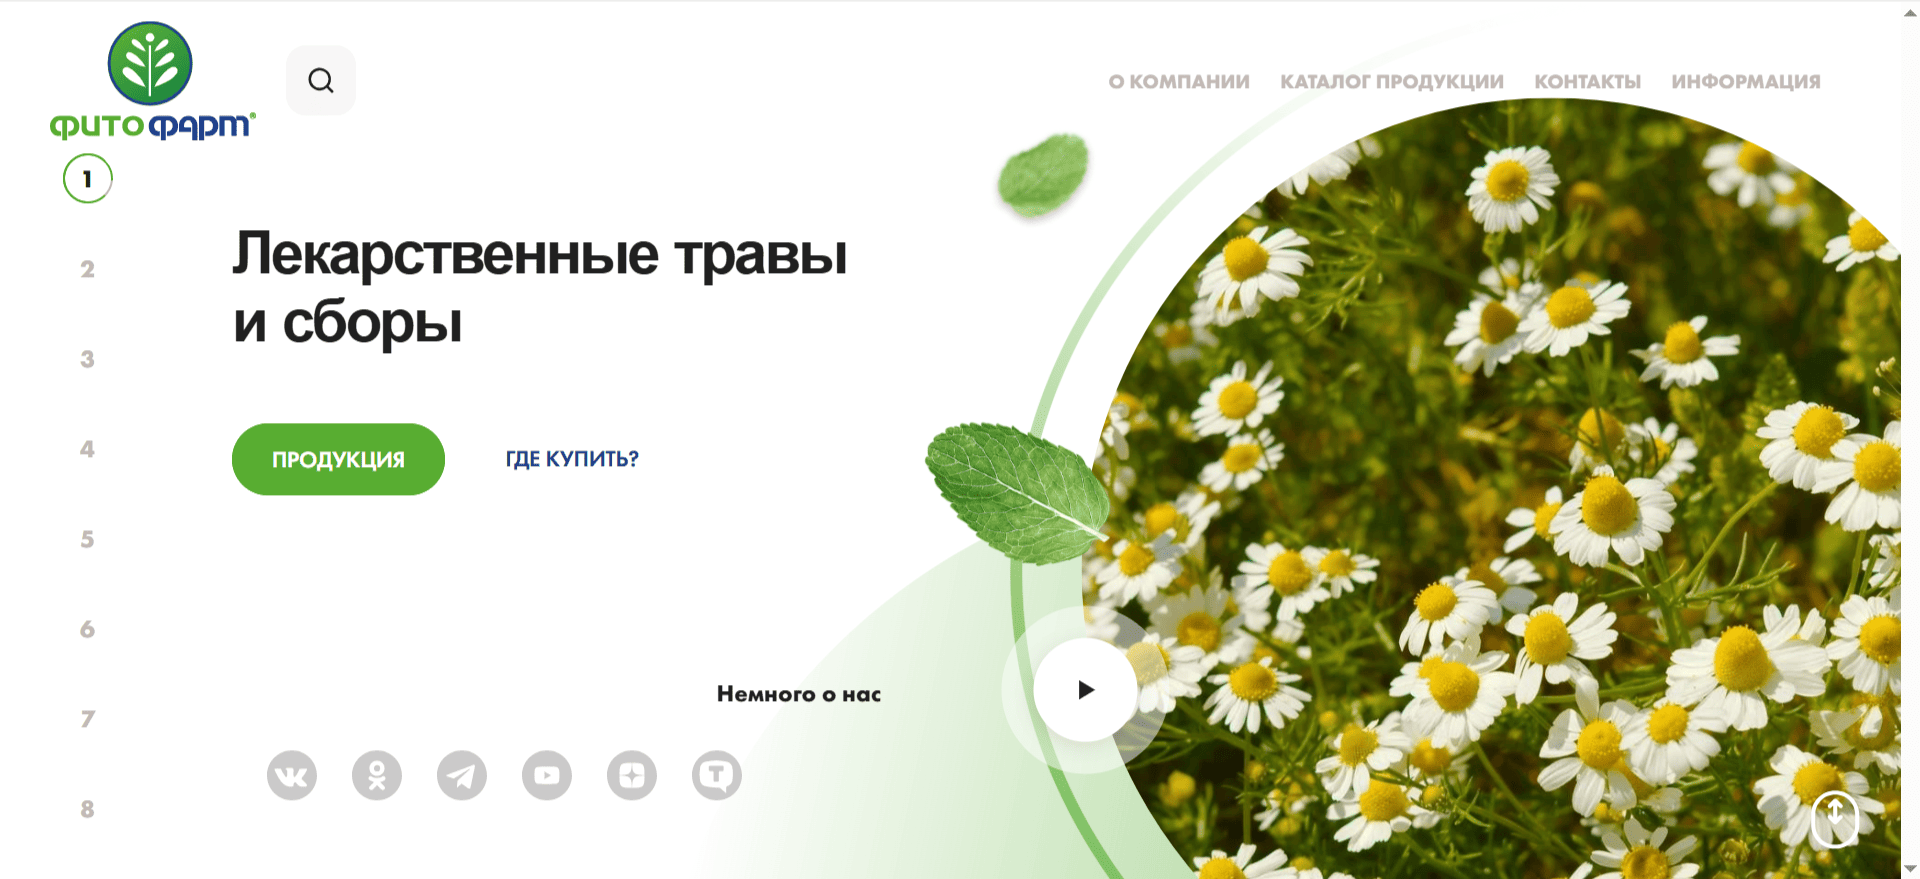 фито фарм®
О КОМПАНИИ КАТАЛОГ ПРОДУКЦИИ КОНТАКТЫ ИНФОРМАЦИЯ
1
2
3
4
5
6
7
8
Лекарственные травы
и сборы
ПРОДУКЦИЯ ГДЕ КУПИТЬ?
Немного о нас